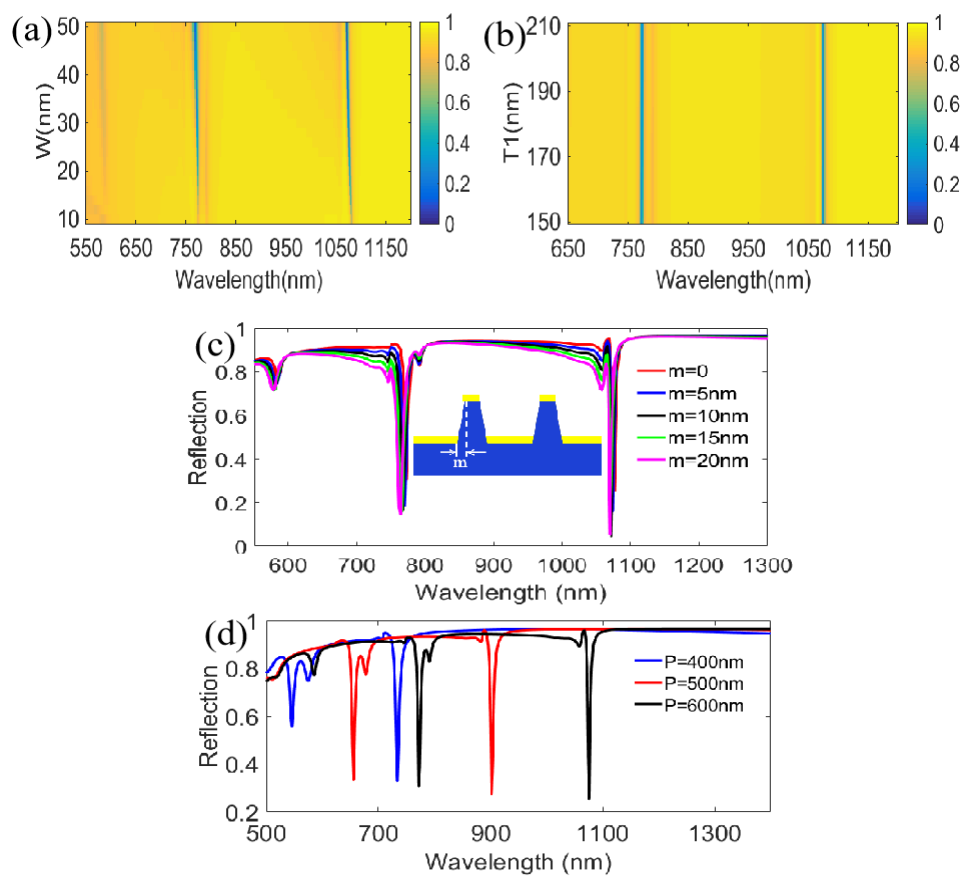 (a)
50
40
30
20
10
W(nm)
550 650 750 850 950 1050 1150
Wavelength(nm)
1
0.8
0.6
0.4
0.2
0
(b)
210
190
170
150
T1(nm)
650 750 850 950 1050 1150
Wavelength(nm)
1
0.8
0.6
0.4
0.2
0
(c)
1
0.8
0.6
0.4
0.2
0
Reflection
m
m=0
m=5nm
m=10nm
m=15nm
m=20nm
600 700 800 900 1000 1100 1200 1300
Wavelength (nm)
(d)
1
0.8
0.6
0.4
0.2
Reflection
P=400nm
P=500nm
P=600nm
500 700 900 1100 1300
Wavelength (nm)